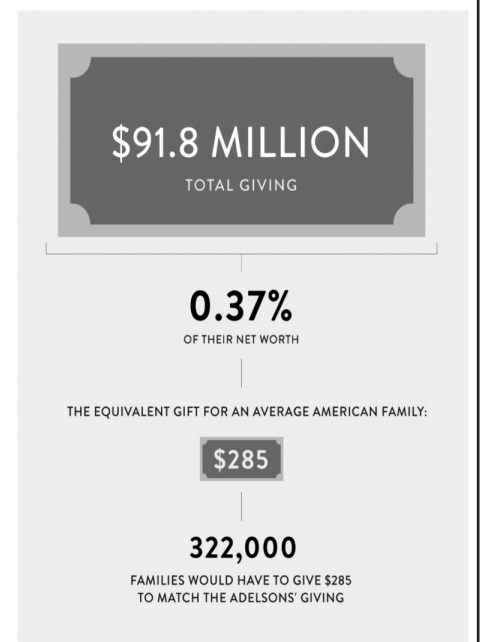 $91.8 MILLION
TOTAL GIVING
0.37%
OF THEIR NET WORTH
THE EQUIVALENT GIFT FOR AN AVERAGE AMERICAN FAMILY:
$285
322,000
FAMILIES WOULD HAVE TO GIVE $285
TO MATCH THE ADELSONS' GIVING